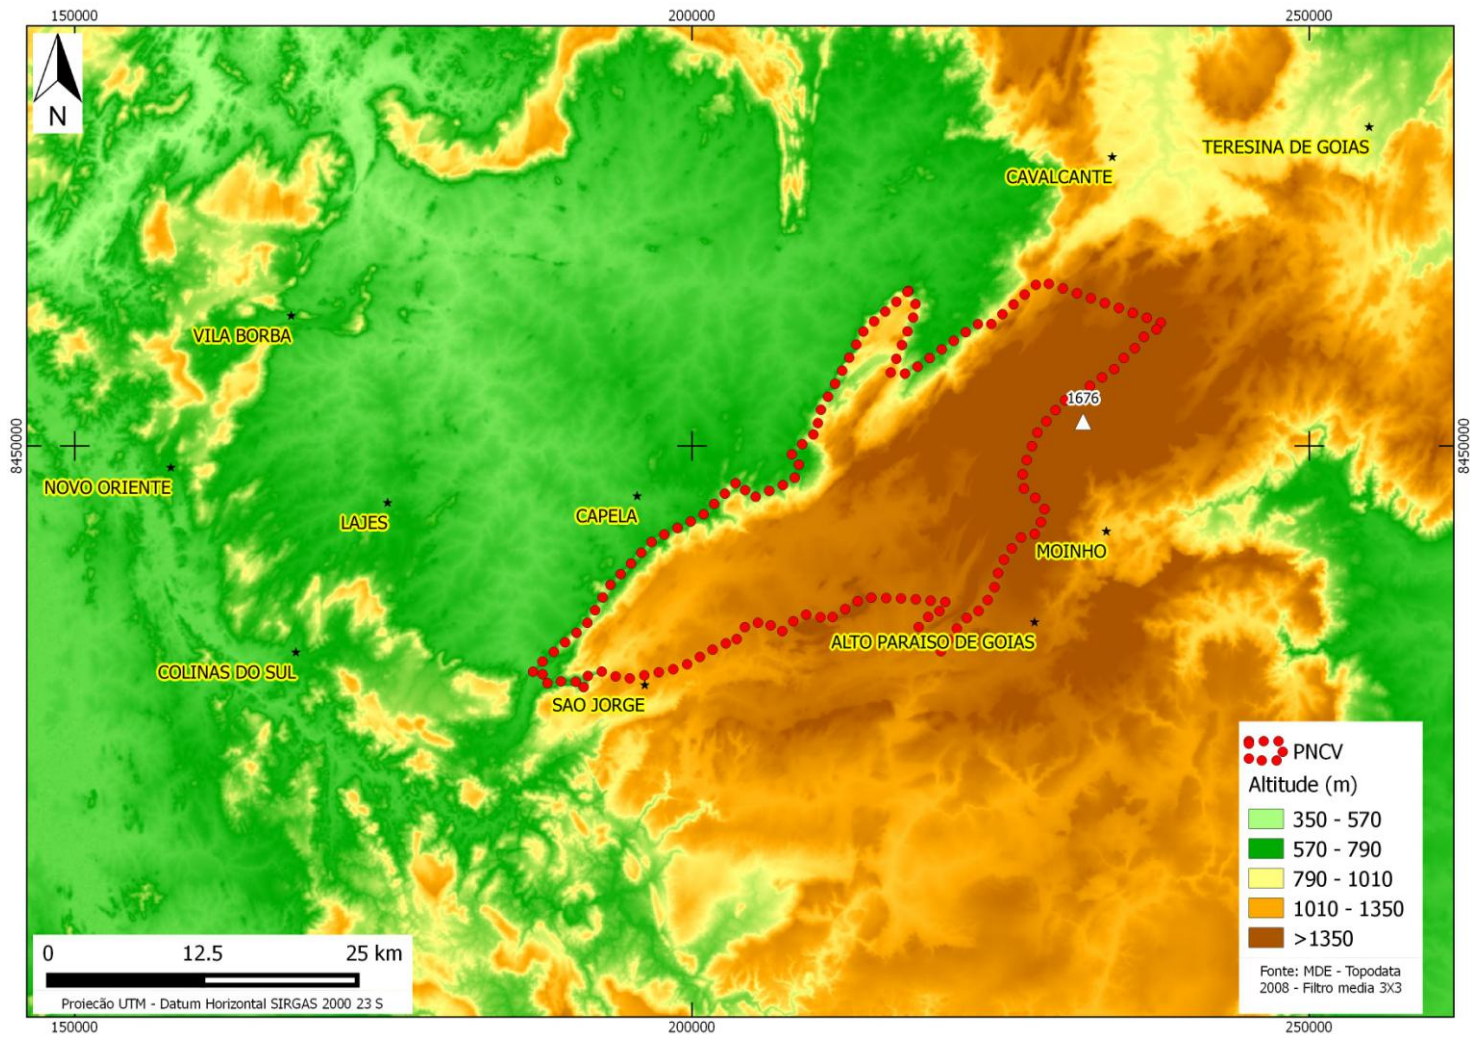 150000 200000 250000
N
TERESINA DE GOIAS
CAVALCANTE
VILA BORBA
1676
8450000 8450000
NOVO ORIENTE
LAJES
CAPELA
MOINHO
ALTO PARAISO DE GOIAS
COLINAS DO SUL
SAO JORGE
PNCV
Altitude (m)
350 - 570
570 - 790
790 - 1010
1010 - 1350
>1350
Fonte: MDE - Topodata
2008 - Filtro media 3X3
0 12.5 25 km
Projecão UTM - Datum Horizontal SIRGAS 2000 23 S
150000 200000 250000